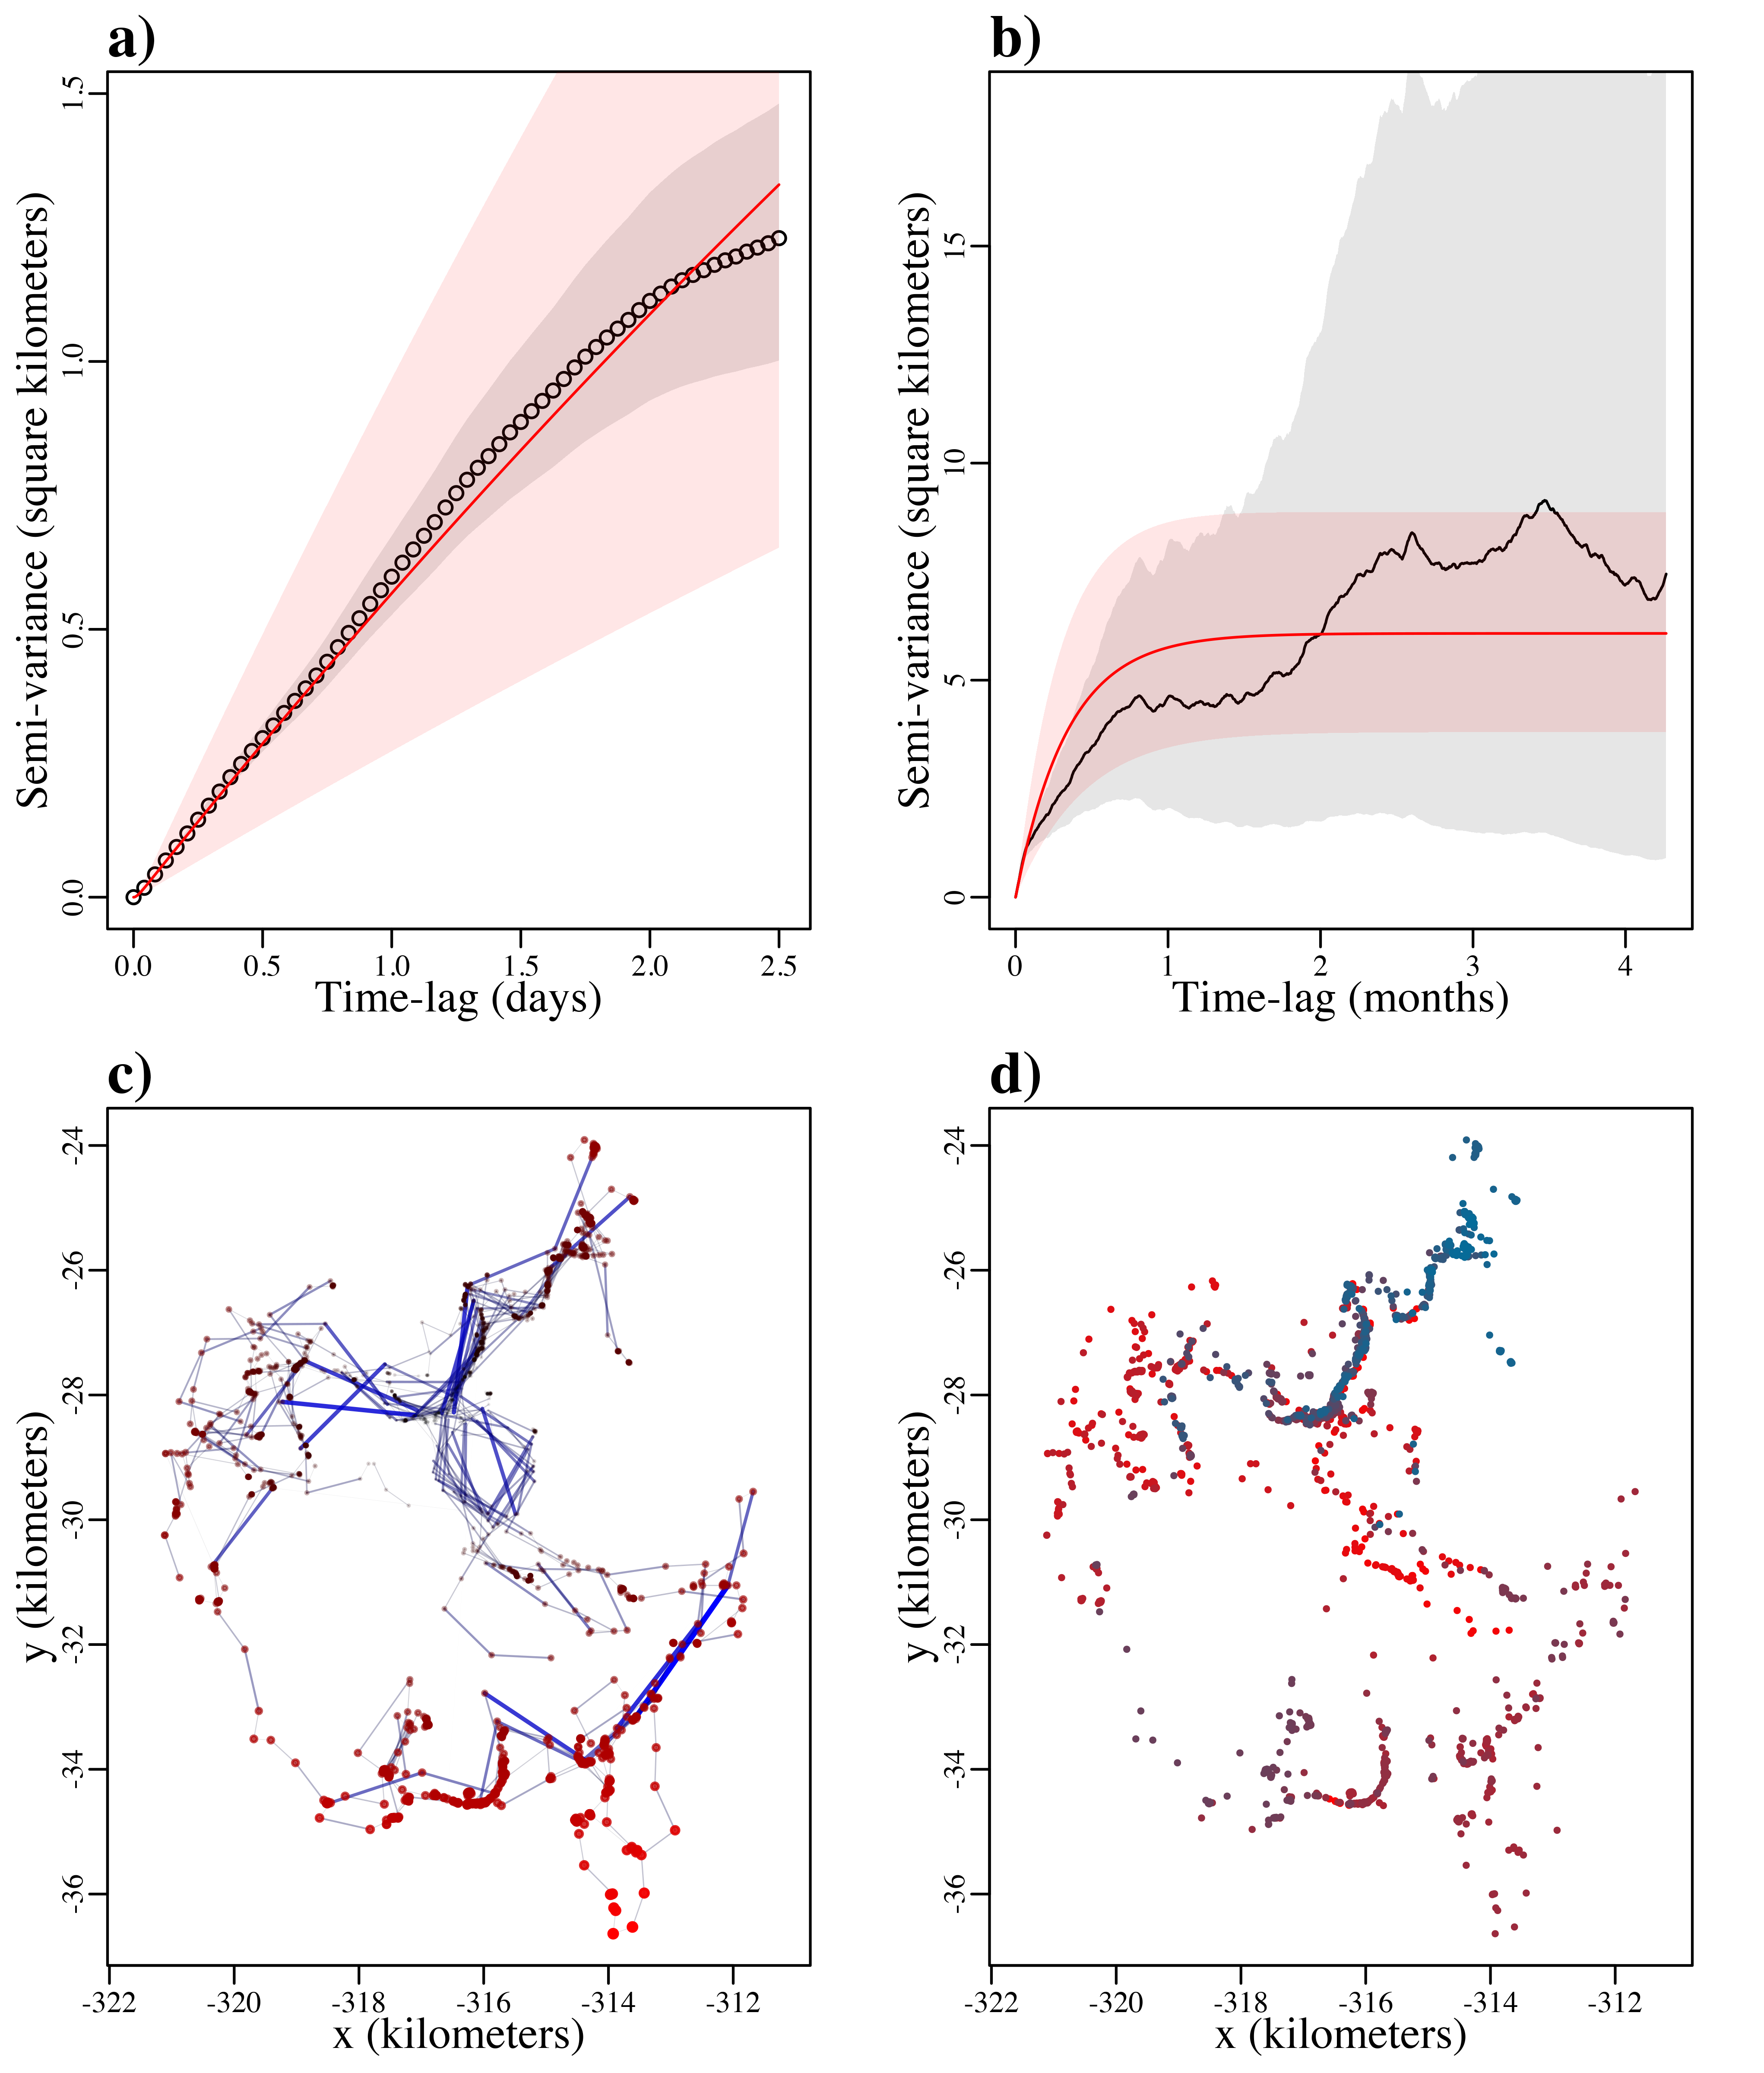 a)
1.5
1.0
0.5
0.0
Semi-variance (square kilometers)
0.0 0.5 1.0 1.5 2.0 2.5
Time-lag (days)
b)
15
10
5
0
Semi-variance (square kilometers)
0 1 2 3 4
Time-lag (months)
c)
-24
-26
-28
-30
-32
-34
-36
y (kilometers)
-322 -320 -318 -316 -314 -312
x (kilometers)
d)
-24
-26
-28
-30
-32
-34
-36
y (kilometers)
-322 -320 -318 -316 -314 -312
x (kilometers)